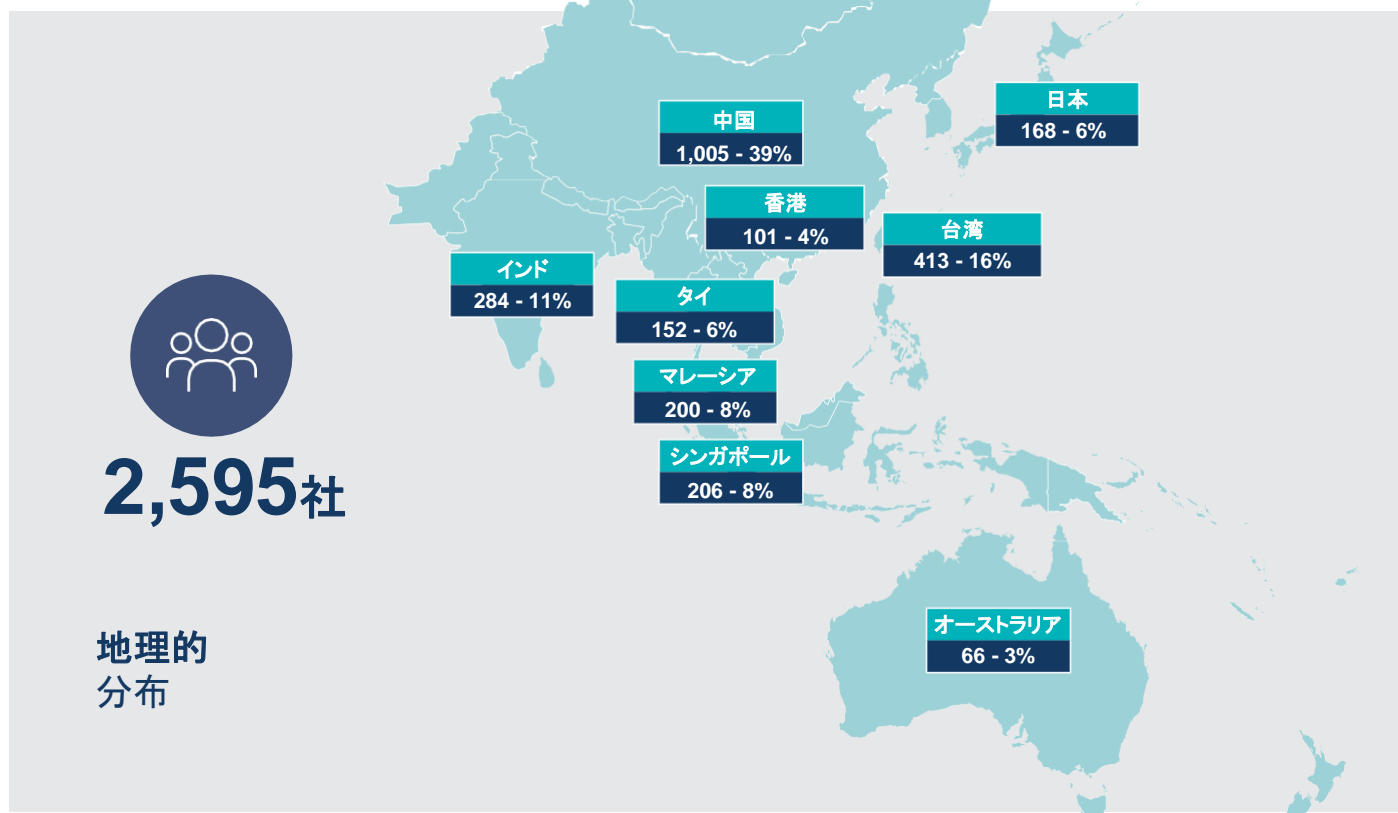 中国
1,005 - 39%
日本
168 - 6%
香港
101 - 4%
台湾
413 - 16%
インド
284 - 11%
タイ
152 - 6%
マレーシア
200 - 8%
シンガポール
206 - 8%
オーストラリア
66 - 3%
2,595社
地理的
分布